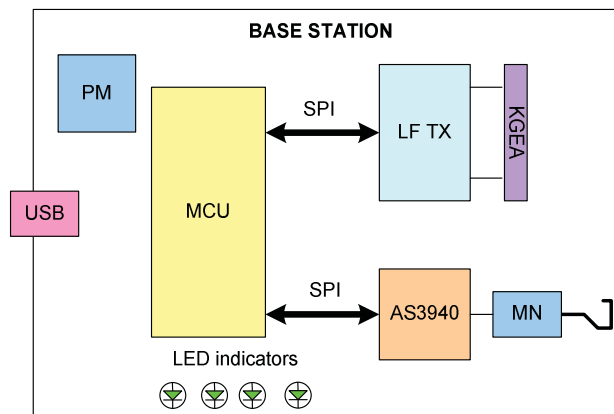 BASE STATION
PM
SPI
LF TX
KGEA
MCU
USB
SPI
AS3940
MN
LED indicators